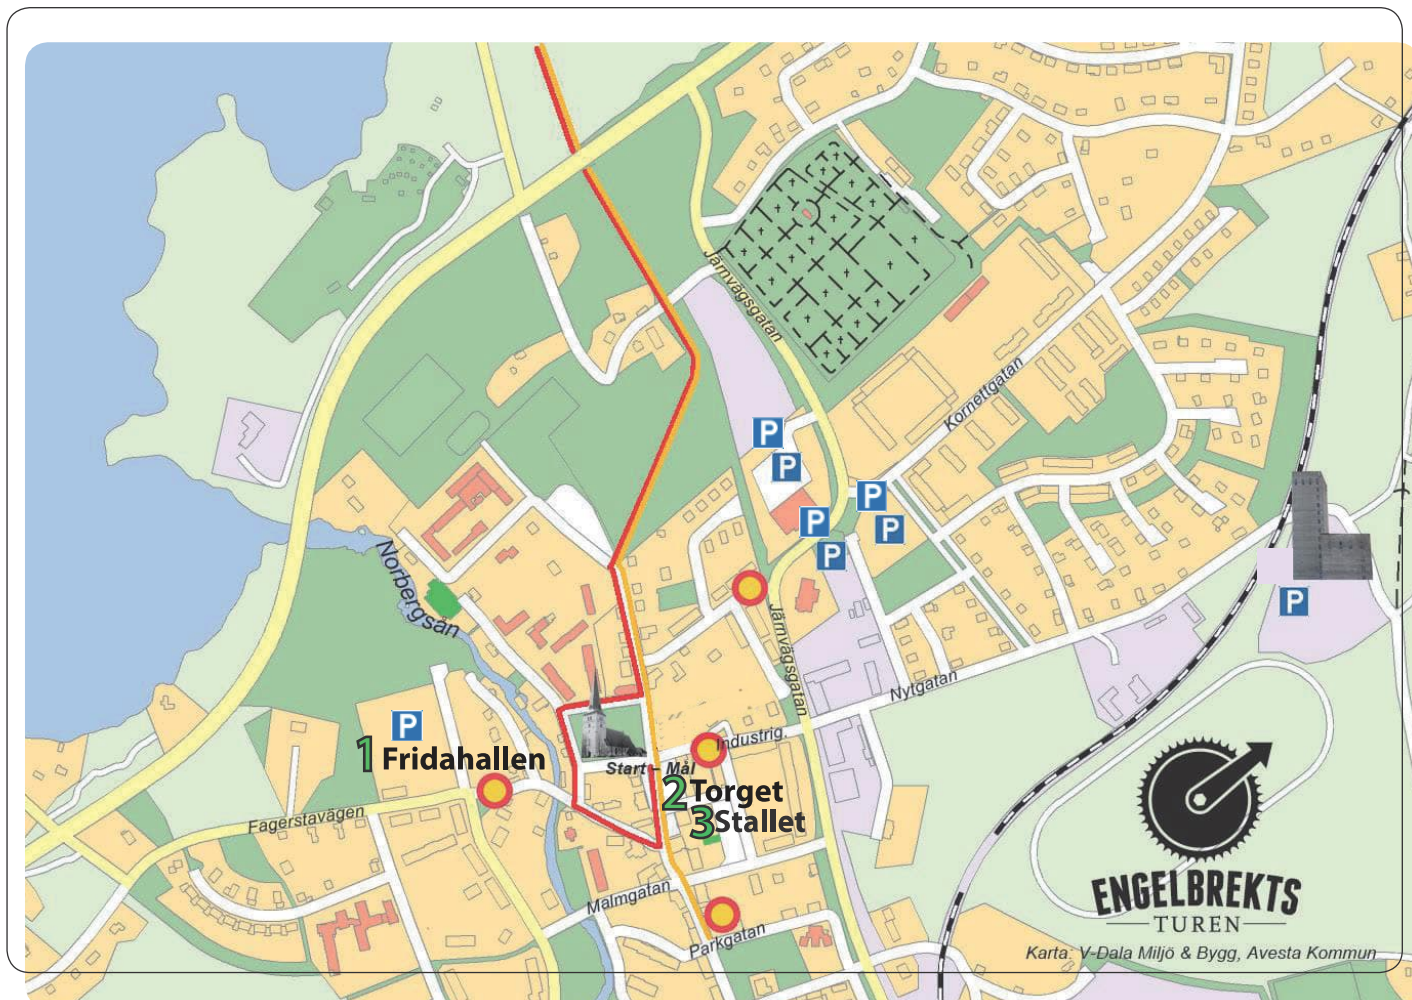 Järnvägsgatan
Kornettgatan
P
P
P
P
P
P
Norbergsån
P
Järnvägsgatan
Nytgatan
P
Industrig.
1 Fridahallen
Start – Mål
2 Torget
3 Stallet
Fagerstavägen
Malmgatan
Parkgatan
ENGELBREKTS
TUREN
Karta: V-Dala Miljö & Bygg, Avesta Kommun